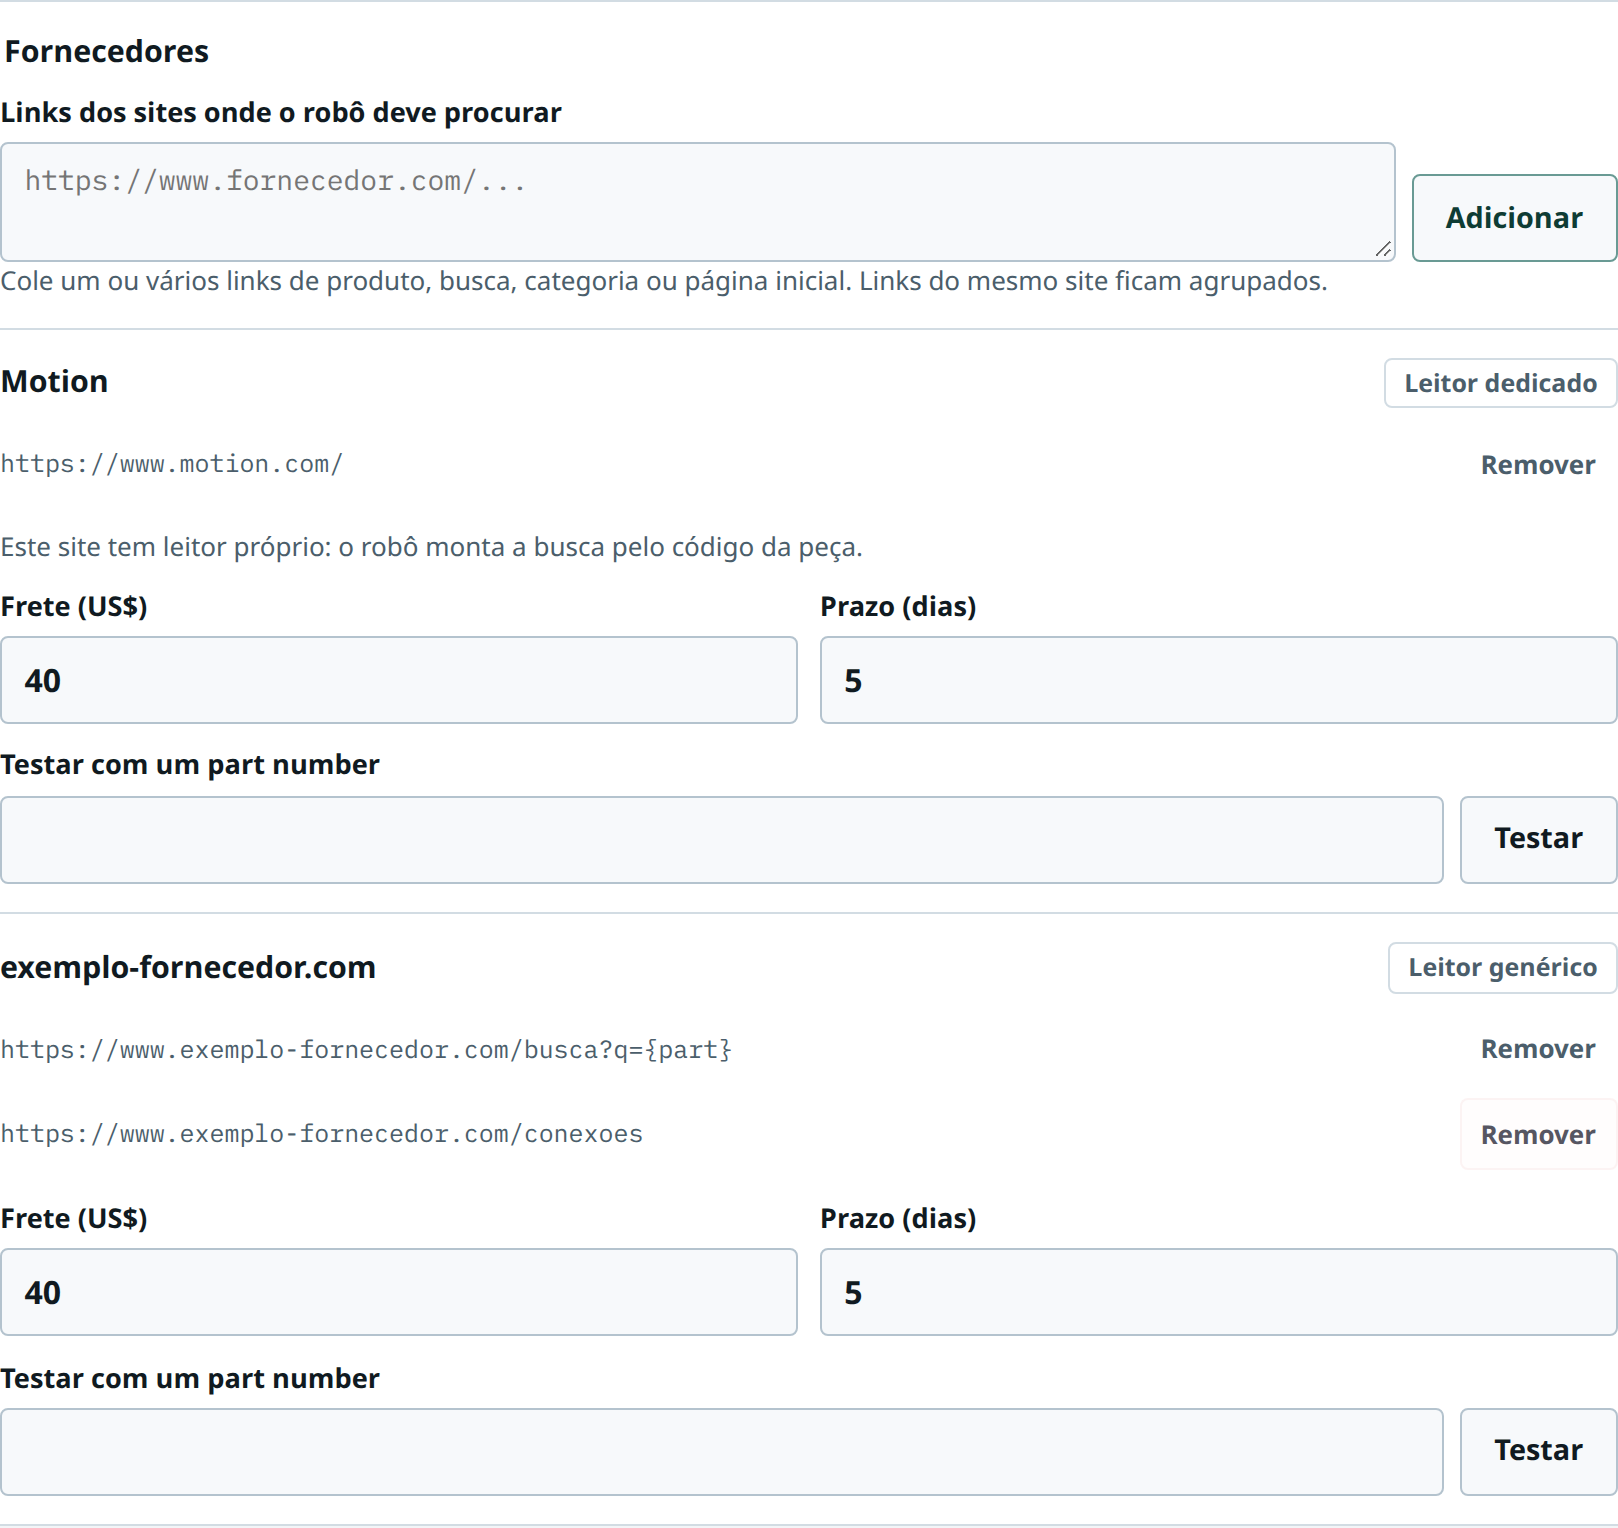 Fornecedores
Links dos sites onde o robô deve procurar
https://www.fornecedor.com/...
Adicionar
Cole um ou vários links de produto, busca, categoria ou página inicial. Links do mesmo site ficam agrupados.
Motion
Leitor dedicado
https://www.motion.com/
Remover
Este site tem leitor próprio: o robô monta a busca pelo código da peça.
Frete (US$)
Prazo (dias)
40
5
Testar com um part number
Testar
exemplo-fornecedor.com
Leitor genérico
https://www.exemplo-fornecedor.com/busca?q={part}
Remover
https://www.exemplo-fornecedor.com/conexoes
Remover
Frete (US$)
Prazo (dias)
40
5
Testar com um part number
Testar